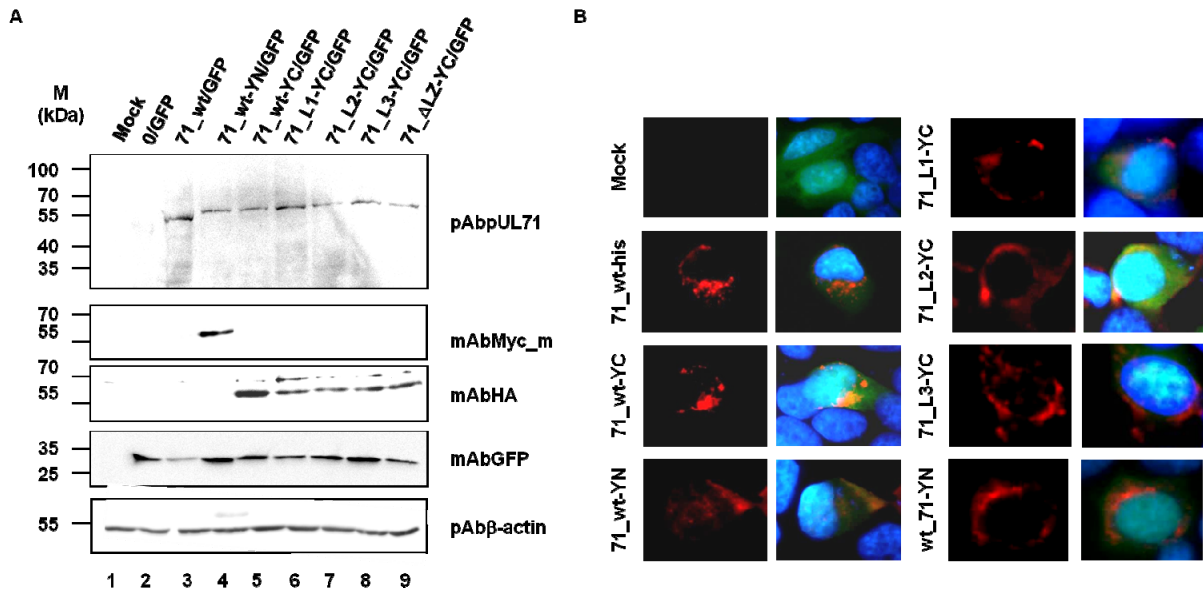 A
B
M
(kDa)
Mock
0/GFP
71_wt/GFP
71_wt-YN/GFP
71_wt-YC/GFP
71_L1-YC/GFP
71_L2-YC/GFP
71_L3-YC/GFP
71_ΔLZ-YC/GFP
100
70
55
40
35
pAbpUL71
70
55
mAbMyc_m
70
55
mAbHA
35
25
mAbGFP
55
pAbβ-actin
1 2 3 4 5 6 7 8 9
Mock
71_wt-his
71_wt-YC
71_wt-YN
71_L1-YC
71_L2-YC
71_L3-YC
wt_71-YN